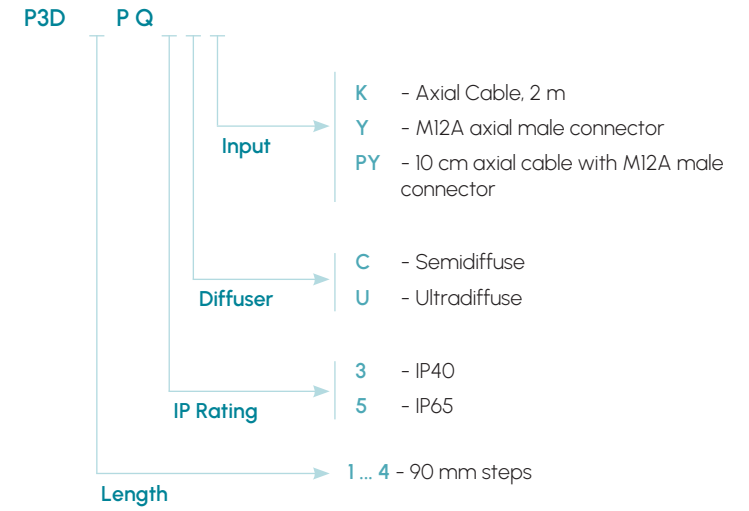 P3D P Q
K - Axial Cable, 2 m
Y - M12A axial male connector
Input
PY - 10 cm axial cable with M12A male
connector
C - Semidiffuse
Diffuser
U - Ultradiffuse
3 - IP40
IP Rating
5 - IP65
1 ... 4 - 90 mm steps
Length